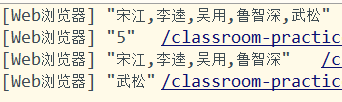 [Web浏览器] "宋江,李逵,吴用,鲁智深,武松"
[Web浏览器] "5" /classroom-practic
[Web浏览器] "宋江,李逵,吴用,鲁智深" /c
[Web浏览器] "武松" /classroom-practic